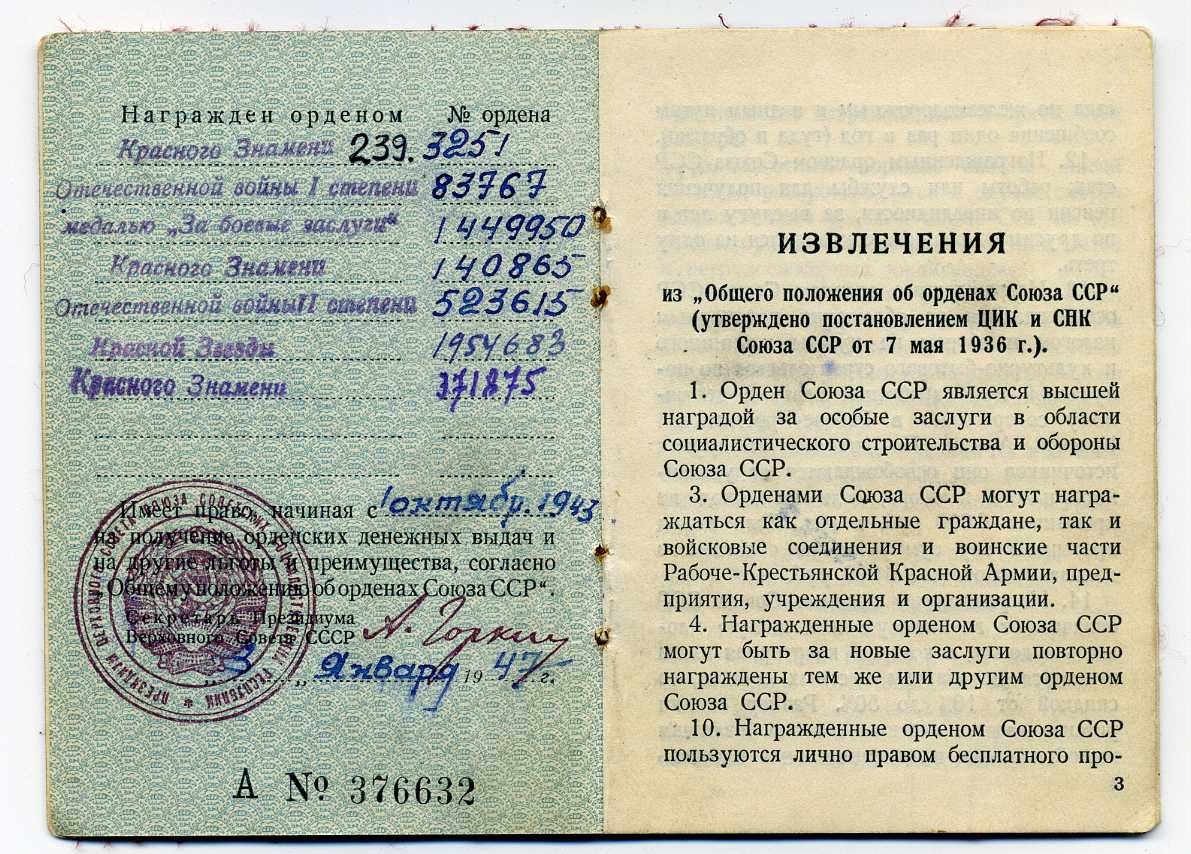 Награжден орденом № ордена
Красного Знамени 239.3251
Отечественной войны I степени 83767
медалью „За боевые заслуги“ 1449950
Красного Знамени 140865
Отечественной войны II степени 523615
Красной Звезды 1954683
Красного Знамени 371875
Имеет право, начиная с 1 октябр. 1943
на получение орденских денежных выдач и
на другие льготы и преимущества, согласно
„Общему положению об орденах Союза ССР“.
Секретарь Президиума
Верховного Совета СССР А. Горкин
„3„ Январд 1947 г.
А № 376632
ИЗВЛЕЧЕНИЯ
из „Общего положения об орденах Союза ССР“
(утверждено постановлением ЦИК и СНК
Союза ССР от 7 мая 1936 г.).
1. Орден Союза ССР является высшей
наградой за особые заслуги в области
социалистического строительства и обороны
Союза ССР.
3. Орденами Союза ССР могут награ-
ждаться как отдельные граждане, так и
войсковые соединения и воинские части
Рабоче-Крестьянской Красной Армии, пред-
приятия, учреждения и организации.
4. Награжденные орденом Союза ССР
могут быть за новые заслуги повторно
награждены тем же или другим орденом
Союза ССР.
10. Награжденные орденом Союза ССР
пользуются лично правом бесплатного про-
3